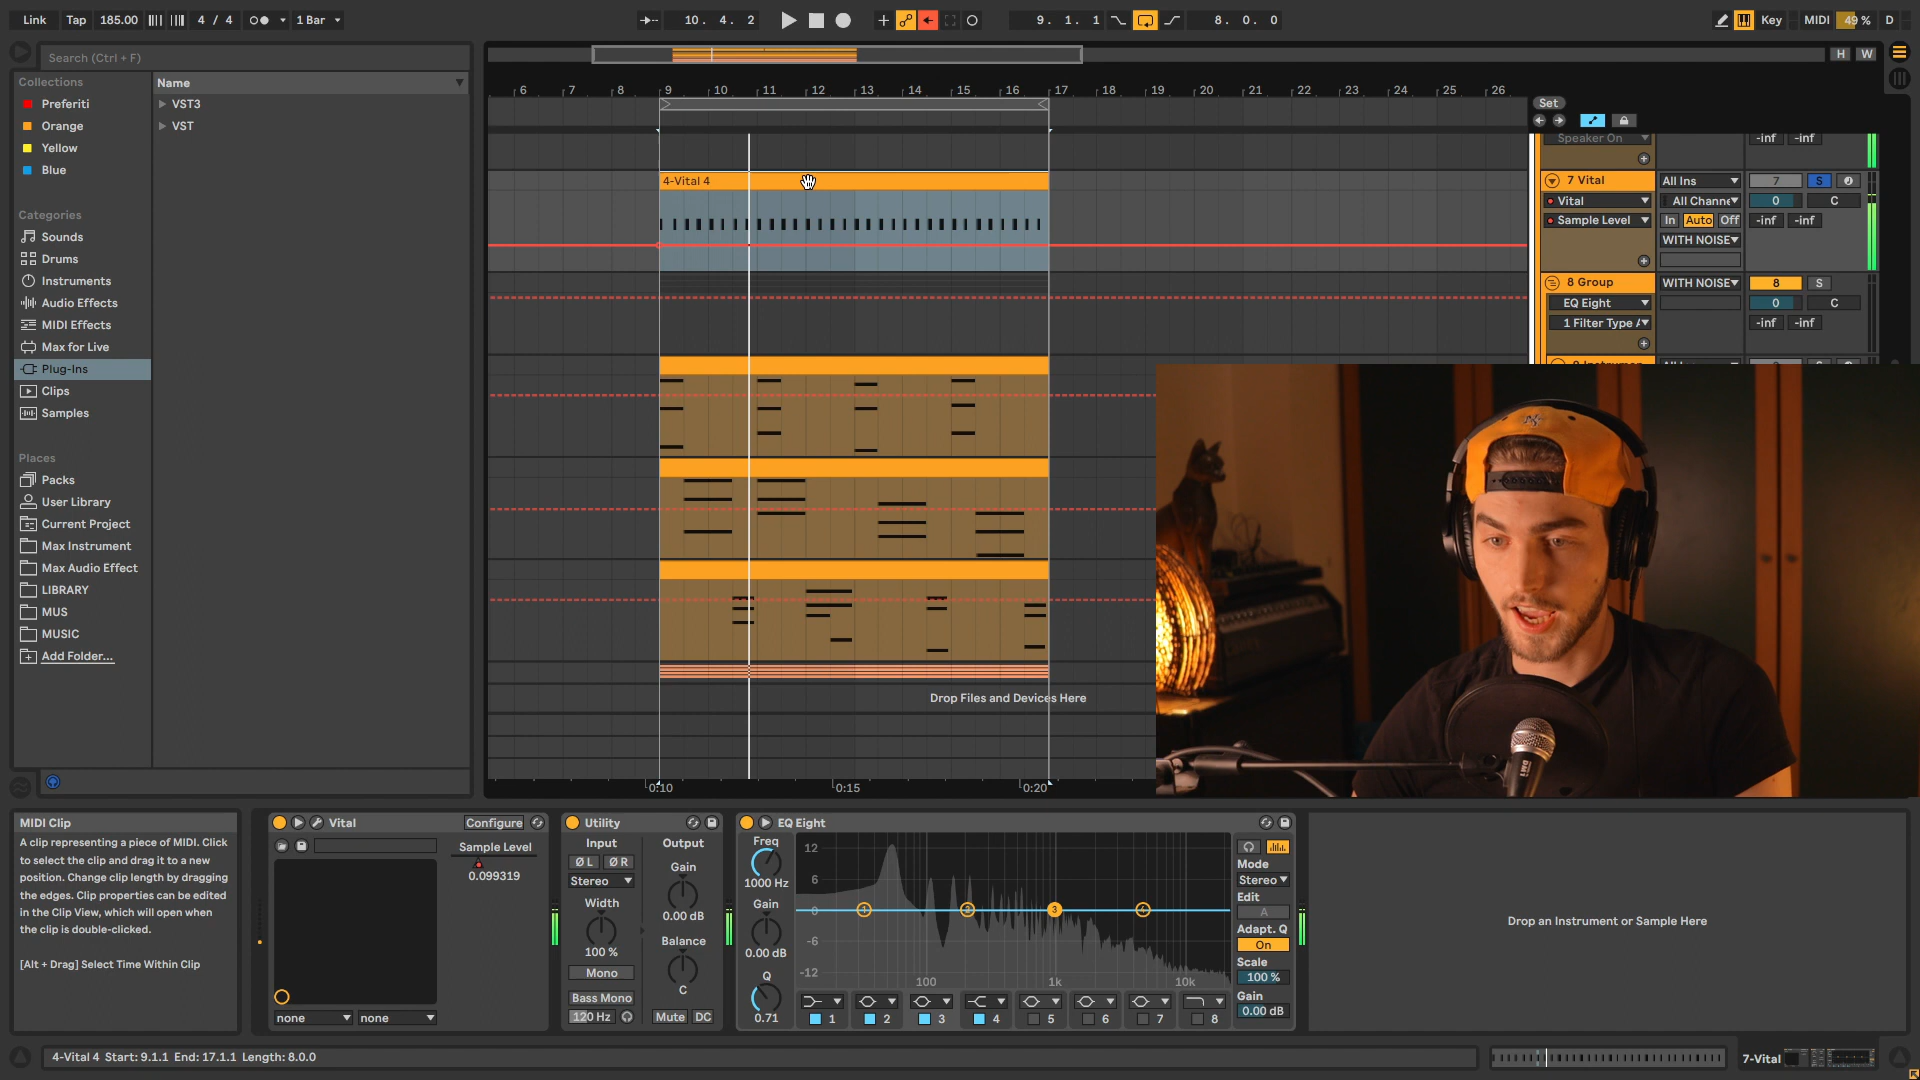 Link Tap 185.00 4 / 4 1 Bar 10. 4. 2 9. 1. 1 8. 0. 0 Key MIDI 49 % D
Search (Ctrl + F)
H W
Collections
Preferiti
Orange
Yellow
Blue
Categories
Sounds
Drums
Instruments
Audio Effects
MIDI Effects
Max for Live
Plug-Ins
Clips
Samples
Places
Packs
User Library
Current Project
Max Instrument
Max Audio Effect
LIBRARY
MUS
MUSIC
Add Folder...
Name
VST3
VST
6 7 8 9 10 11 12 13 14 15 16 17 18 19 20 21 22 23 24 25 26
Set
4-Vital 4
Drop Files and Devices Here
0:10 0:15 0:20
Speaker On -inf -inf
7 Vital All Ins 7 S
Vital All Channe 0 C
Sample Level In Auto Off -inf -inf
WITH NOISE
8 Group WITH NOISE 8 S
EQ Eight 0 C
1 Filter Type A -inf -inf
MIDI Clip
A clip representing a piece of MIDI. Click
to select the clip and drag it to a new
position. Change clip length by dragging
the edges. Clip properties can be edited
in the Clip View, which will open when
the clip is double-clicked.
[Alt + Drag] Select Time Within Clip
Vital Configure
Sample Level
0.099319
none none
Utility
Input Output
Ø L Ø R Gain
Stereo
Width 0.00 dB
100 % Balance
Mono
Bass Mono C
120 Hz Mute DC
EQ Eight
Freq
1000 Hz
Gain
0.00 dB
Q
0.71
12
6
0
-6
-12
1 2 3 4
100 1k 10k
1 2 3 4 5 6 7 8
Mode
Stereo
Edit
A
Adapt. Q
On
Scale
100 %
Gain
0.00 dB
Drop an Instrument or Sample Here
4-Vital 4 Start: 9.1.1 End: 17.1.1 Length: 8.0.0
7-Vital